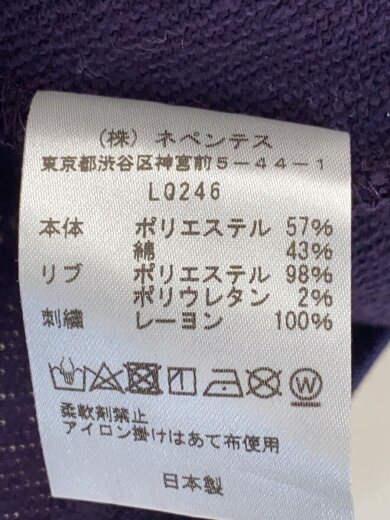 (株)ネペンテス
東京都渋谷区神宮前5-44-1
LQ246
本体 ポリエステル 57%
綿 43%
リブ ポリエステル 98%
ポリウレタン 2%
刺繍 レーヨン 100%
W
柔軟剤禁止
アイロン掛けはあて布使用
日本製